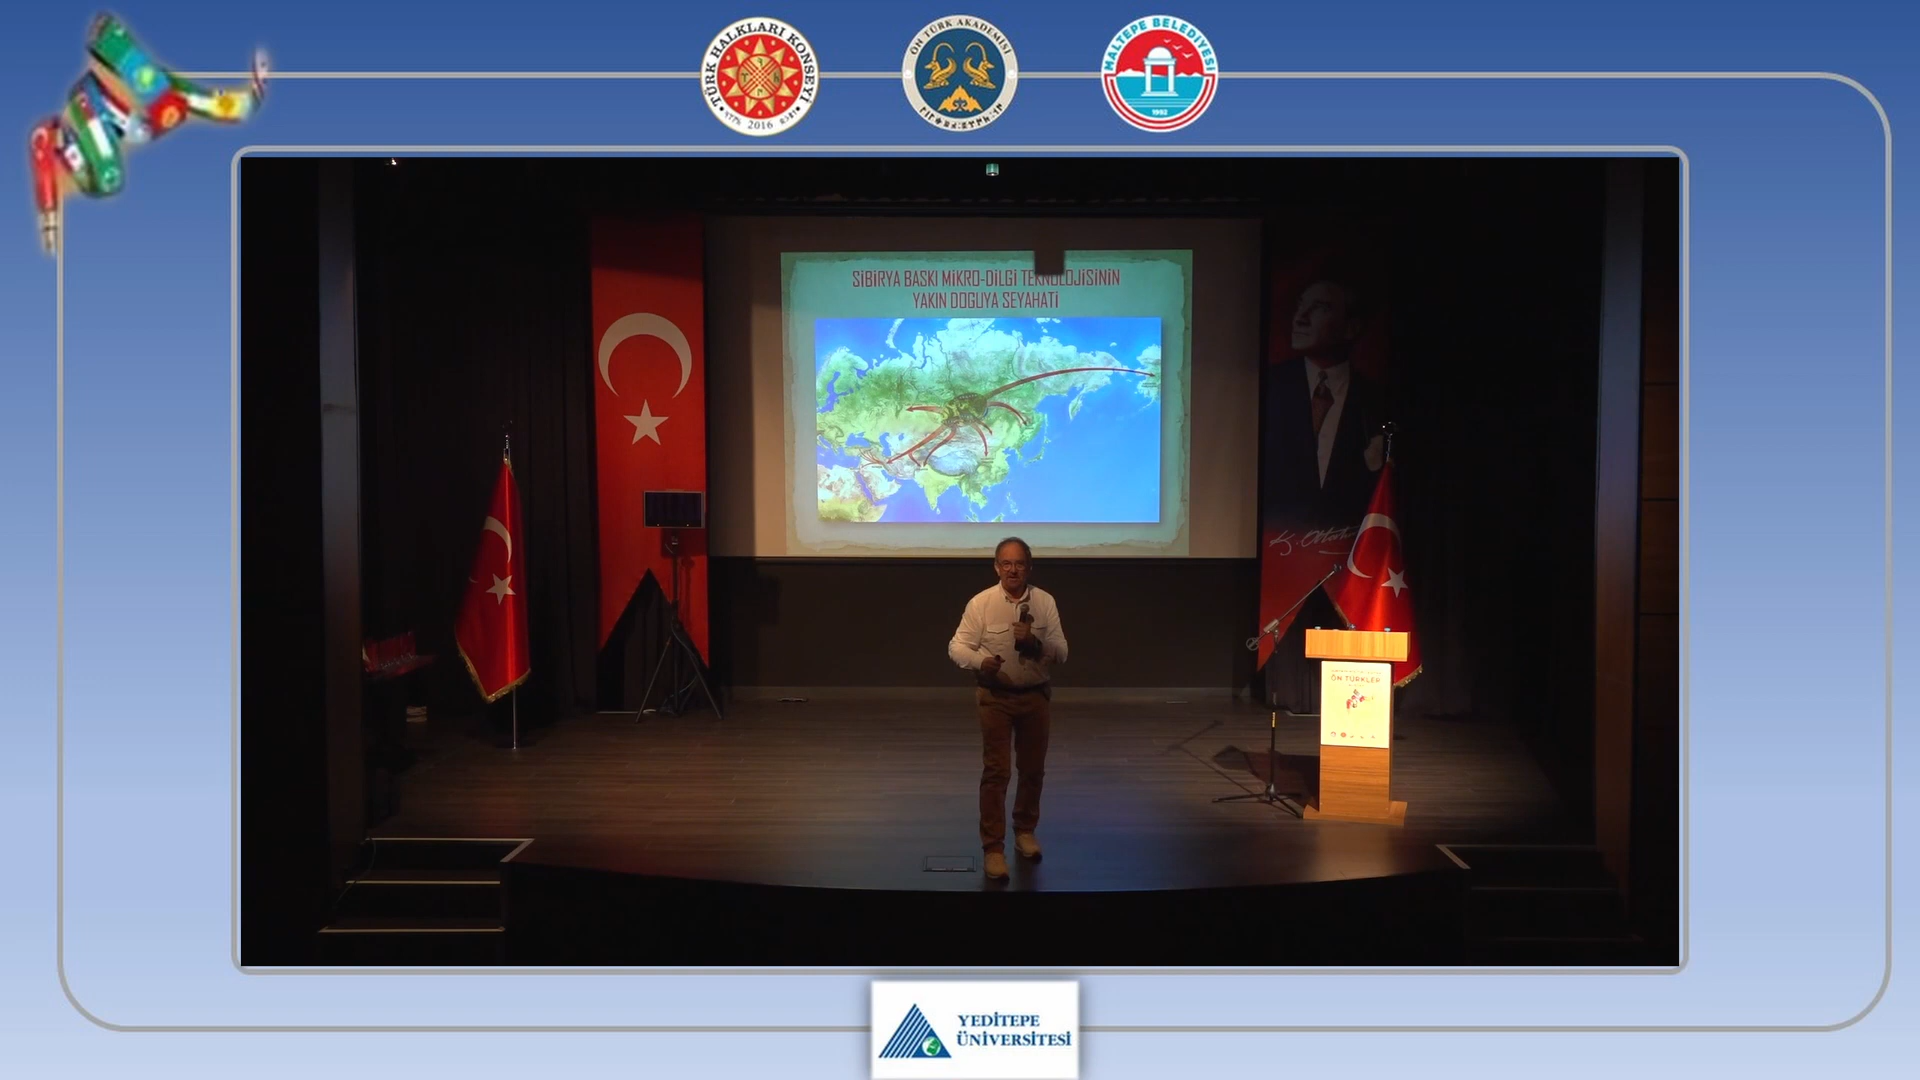 TÜRK HALKLARI KONSEYİ
2016
ÖN TÜRK AKADEMİSİ
MALTEPE BELEDİYESİ
1992
SİBİRYA BASKI MİKRO-DİLGİ TEKNOLOJİSİNİN
YAKIN DOĞUYA SEYAHATİ
K. Atatürk
ÖN TÜRKLER
YEDİTEPE
ÜNİVERSİTESİ